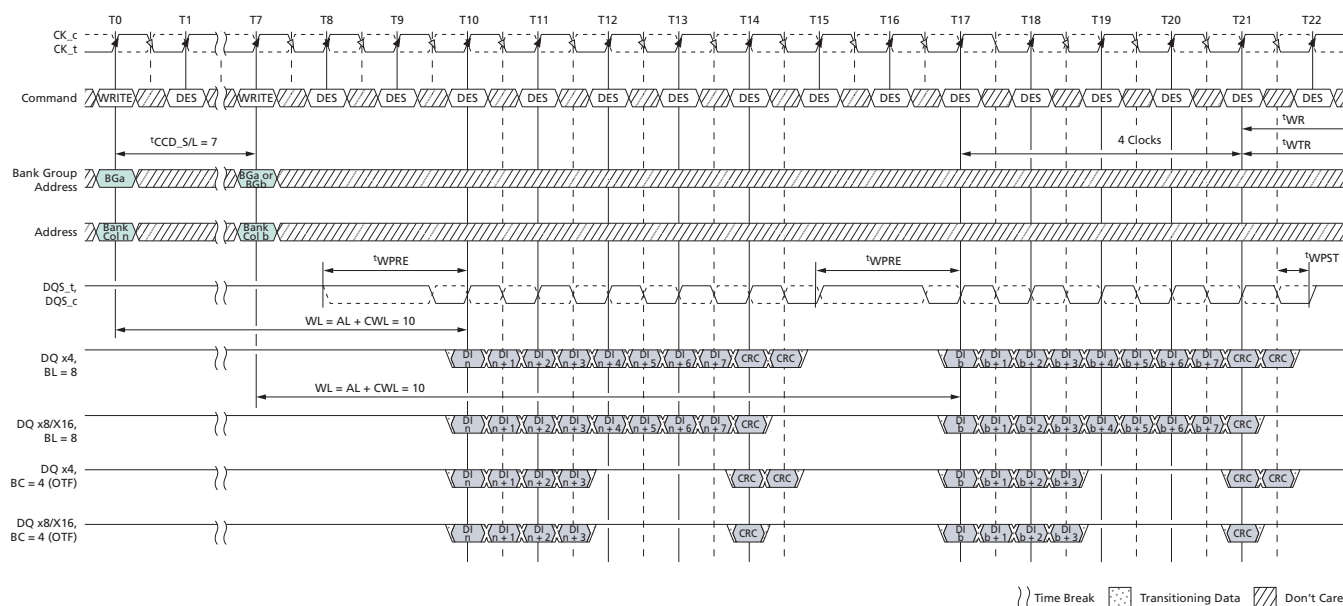 T0 T1 T7 T8 T9 T10 T11 T12 T13 T14 T15 T16 T17 T18 T19 T20 T21 T22
CK_c
CK_t
Command WRITE DES WRITE DES DES DES DES DES DES DES DES DES DES DES DES DES DES DES
tWR
tCCD_S/L = 7
4 Clocks
tWTR
Bank Group
Address
BGa
BGa or
BGb
Address
Bank
Col n
Bank
Col b
tWPRE tWPRE tWPST
DQS_t,
DQS_c
WL = AL + CWL = 10
DQ x4,
BL = 8
DI n DI n + 1 DI n + 2 DI n + 3 DI n + 4 DI n + 5 DI n + 6 DI n + 7 CRC CRC DI b DI b + 1 DI b + 2 DI b + 3 DI b + 4 DI b + 5 DI b + 6 DI b + 7 CRC CRC
WL = AL + CWL = 10
DQ x8/X16,
BL = 8
DI n DI n + 1 DI n + 2 DI n + 3 DI n + 4 DI n + 5 DI n + 6 DI n + 7 CRC DI b DI b + 1 DI b + 2 DI b + 3 DI b + 4 DI b + 5 DI b + 6 DI b + 7 CRC
DQ x4,
BC = 4 (OTF)
DI n DI n + 1 DI n + 2 DI n + 3 CRC CRC DI b DI b + 1 DI b + 2 DI b + 3 CRC CRC
DQ x8/X16,
BC = 4 (OTF)
DI n DI n + 1 DI n + 2 DI n + 3 CRC DI b DI b + 1 DI b + 2 DI b + 3 CRC
Time Break Transitioning Data Don't Care